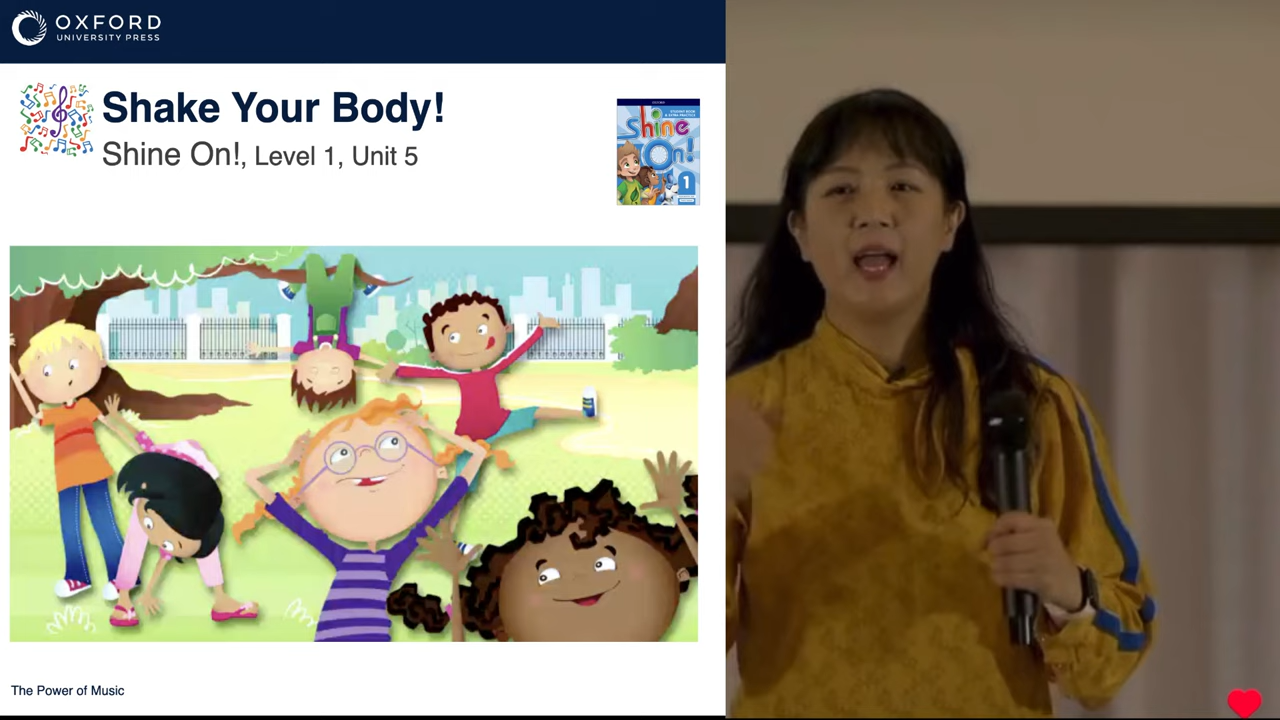 OXFORD
UNIVERSITY PRESS
Shake Your Body!
Shine On!, Level 1, Unit 5
shine
On!
1
The Power of Music